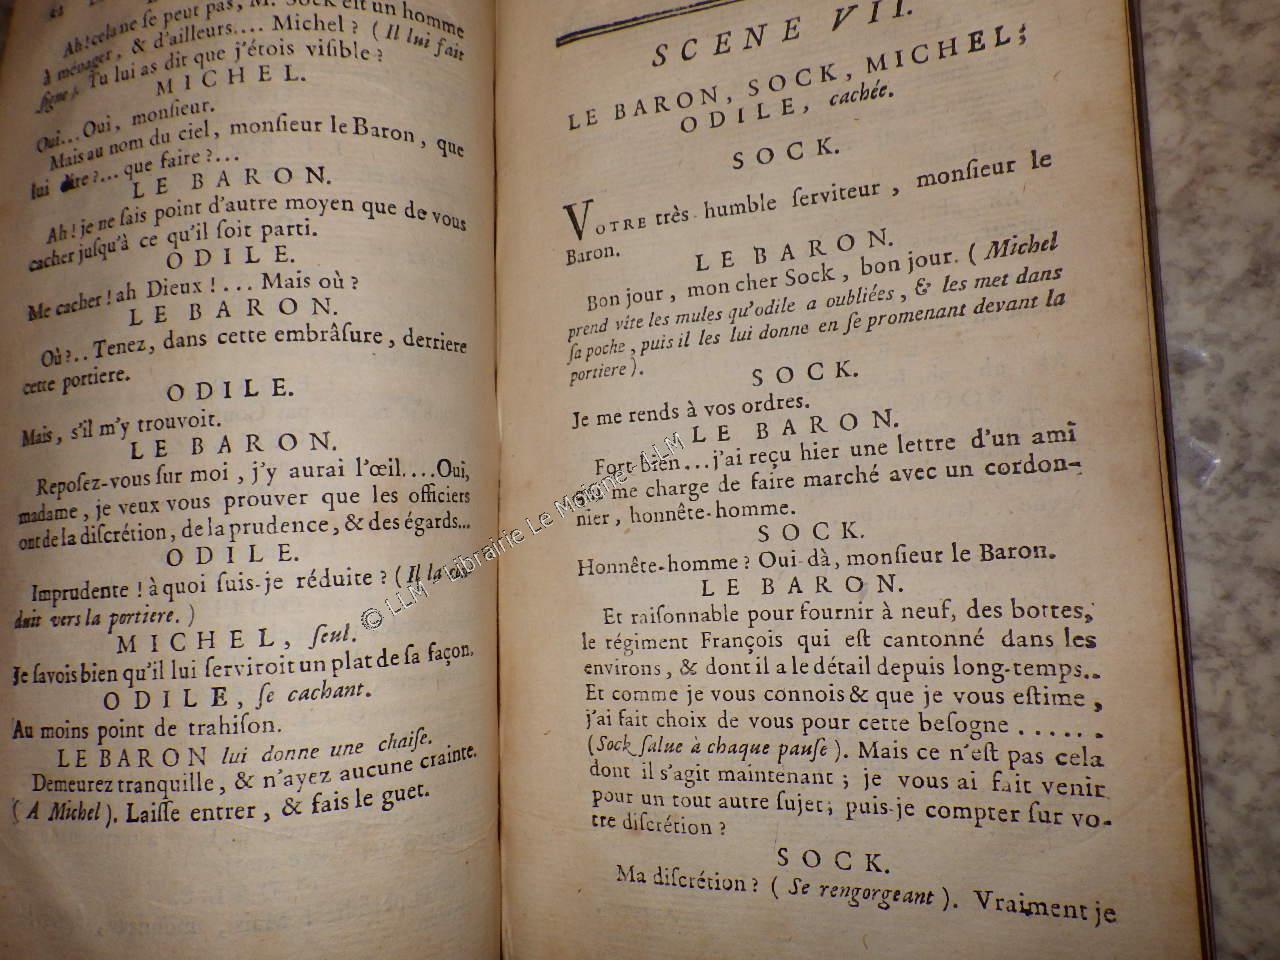 Ah! cela ne ſe peut pas, M. Sock eſt un homme
à ménager, & d'ailleurs.... Michel? (Il lui fait
ſigne). Tu lui as dit que j'étois viſible?
MICHEL.
Oui...Oui, monſieur.
Mais au nom du ciel, monſieur le Baron, que
lui dire?... que faire?...
LE BARON.
Ah! je ne ſais point d'autre moyen que de vous
cacher juſqu'à ce qu'il ſoit parti.
ODILE.
Me cacher! ah Dieux!... Mais où?
LE BARON.
Où?.. Tenez, dans cette embrâſure, derriere
cette portiere.
ODILE.
Mais, s'il m'y trouvoit.
LE BARON.
Repoſez-vous ſur moi, j'y aurai l'œil....Oui,
madame, je veux vous prouver que les officiers
ont de la diſcrétion, de la prudence, & des égards...
ODILE.
Imprudente! à quoi ſuis-je réduite? (Il la con-
duit vers la portiere.)
MICHEL, ſeul.
Je ſavois bien qu'il lui ſerviroit un plat de ſa façon.
ODILE, ſe cachant.
Au moins point de trahiſon.
LE BARON lui donne une chaiſe.
Demeurez tranquille, & n'ayez aucune crainte.
(A Michel). Laiſſe entrer, & fais le guet.
SCENE VII.
LE BARON, SOCK, MICHEL;
ODILE, cachée.
SOCK.
VOTRE très-humble ſerviteur, monſieur le
Baron.
LE BARON.
Bon jour, mon cher Sock, bon jour. (Michel
prend vîte les mules qu'odile a oubliées, & les met dans
ſa poche, puis il les lui donne en ſe promenant devant la
portiere).
SOCK.
Je me rends à vos ordres.
LE BARON.
Fort-bien...j'ai reçu hier une lettre d'un ami
qui me charge de faire marché avec un cordon-
nier, honnête-homme.
SOCK.
Honnête-homme? Oui-dà, monſieur le Baron.
LE BARON.
Et raiſonnable pour fournir à neuf, des bottes,
le régiment François qui eſt cantonné dans les
environs, & dont il a le détail depuis long-temps..
Et comme je vous connois & que je vous eſtime,
j'ai fait choix de vous pour cette beſogne ......
(Sock ſalue à chaque pauſe). Mais ce n'eſt pas cela
dont il s'agit maintenant; je vous ai fait venir
pour un tout autre ſujet; puis-je compter ſur vo-
tre diſcrétion?
SOCK.
Ma diſcrétion? (Se rengorgeant). Vraiment je
© LLM - Librairie Le Moigne - LLM